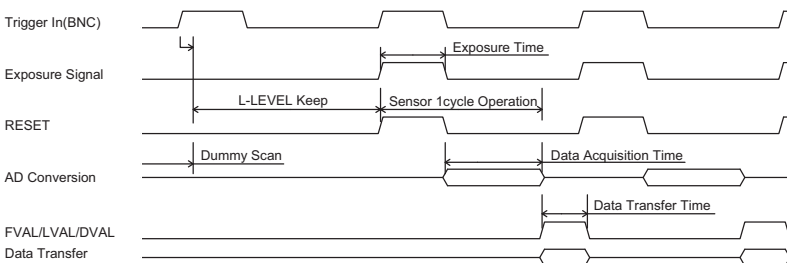 Trigger In(BNC)
Exposure Time
Exposure Signal
L-LEVEL Keep
Sensor 1cycle Operation
RESET
Dummy Scan
Data Acquisition Time
AD Conversion
Data Transfer Time
FVAL/LVAL/DVAL
Data Transfer